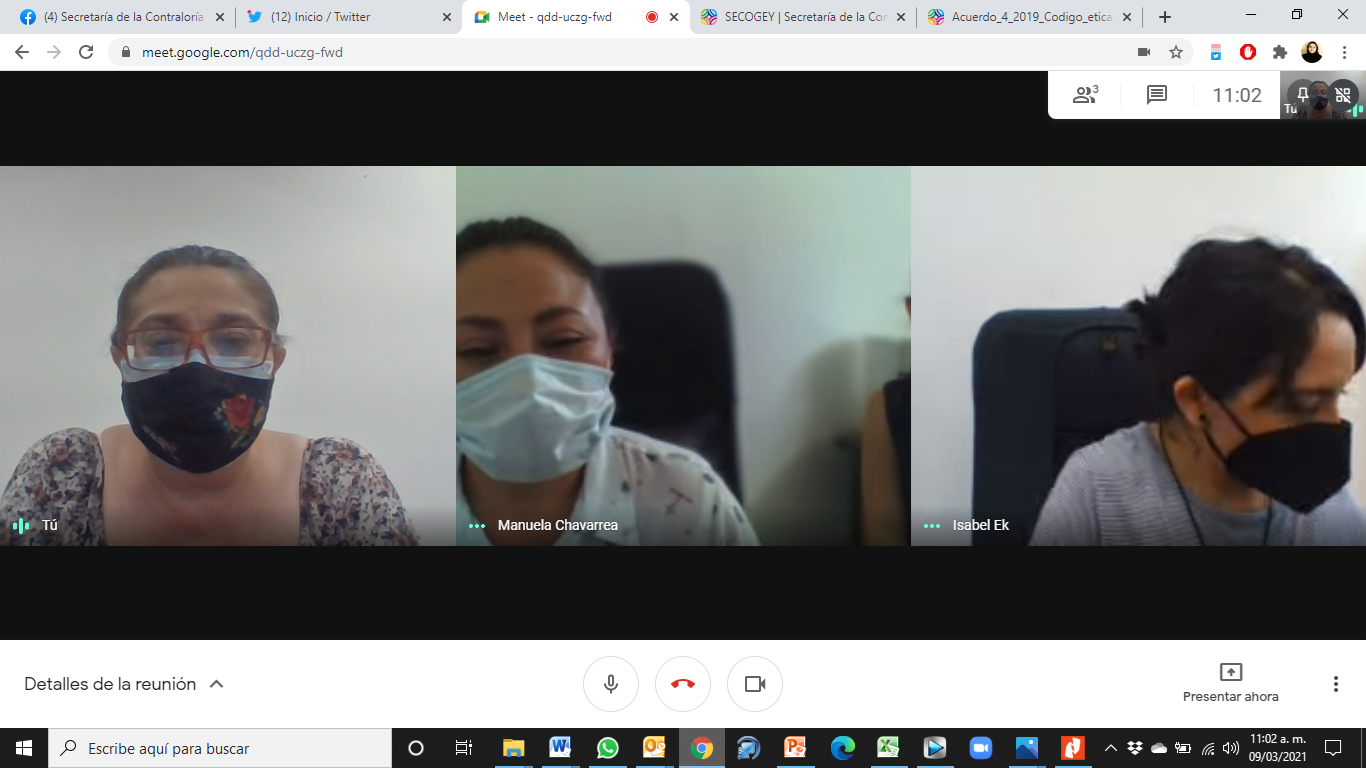 (4) Secretaría de la Contraloría
(12) Inicio / Twitter
Meet - qdd-uczg-fwd
SECOGEY | Secretaría de la Con
Acuerdo_4_2019_Codigo_etica
meet.google.com/qdd-uczg-fwd
3
11:02
Tú
Tú
Manuela Chavarrea
Isabel Ek
Detalles de la reunión
Presentar ahora
Escribe aquí para buscar
11:02 a. m.
09/03/2021